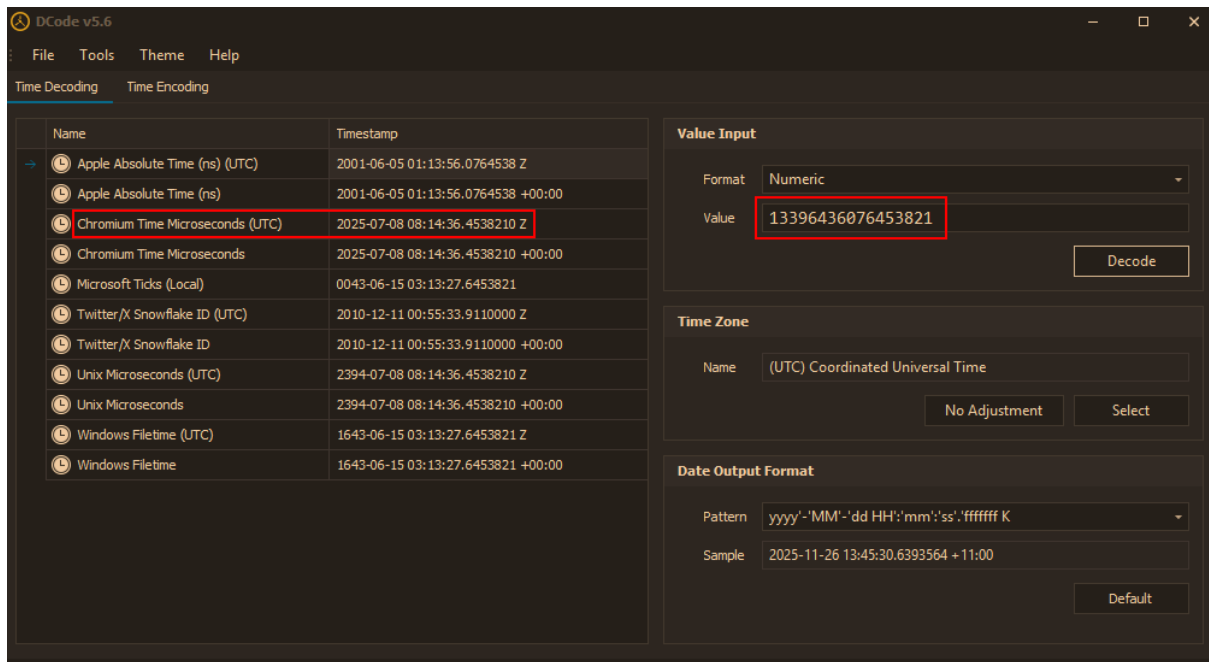 DCode v5.6
File Tools Theme Help
Time Decoding Time Encoding
Name Timestamp
Apple Absolute Time (ns) (UTC) 2001-06-05 01:13:56.0764538 Z
Apple Absolute Time (ns) 2001-06-05 01:13:56.0764538 +00:00
Chromium Time Microseconds (UTC) 2025-07-08 08:14:36.4538210 Z
Chromium Time Microseconds 2025-07-08 08:14:36.4538210 +00:00
Microsoft Ticks (Local) 0043-06-15 03:13:27.6453821
Twitter/X Snowflake ID (UTC) 2010-12-11 00:55:33.9110000 Z
Twitter/X Snowflake ID 2010-12-11 00:55:33.9110000 +00:00
Unix Microseconds (UTC) 2394-07-08 08:14:36.4538210 Z
Unix Microseconds 2394-07-08 08:14:36.4538210 +00:00
Windows Filetime (UTC) 1643-06-15 03:13:27.6453821 Z
Windows Filetime 1643-06-15 03:13:27.6453821 +00:00
Value Input
Format Numeric
Value 13396436076453821
Decode
Time Zone
Name (UTC) Coordinated Universal Time
No Adjustment Select
Date Output Format
Pattern yyyy'-'MM'-'dd HH':'mm':'ss'.'fffffff K
Sample 2025-11-26 13:45:30.6393564 +11:00
Default